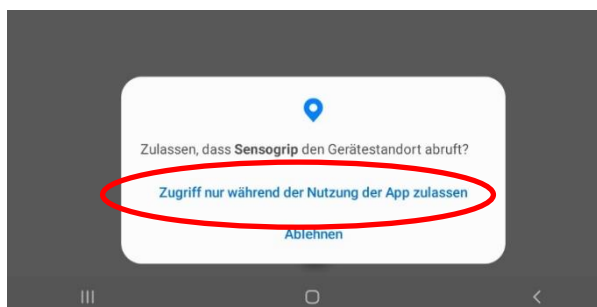 Zulassen, dass Sensogrip den Gerätestandort abruft?
Zugriff nur während der Nutzung der App zulassen
Ablehnen